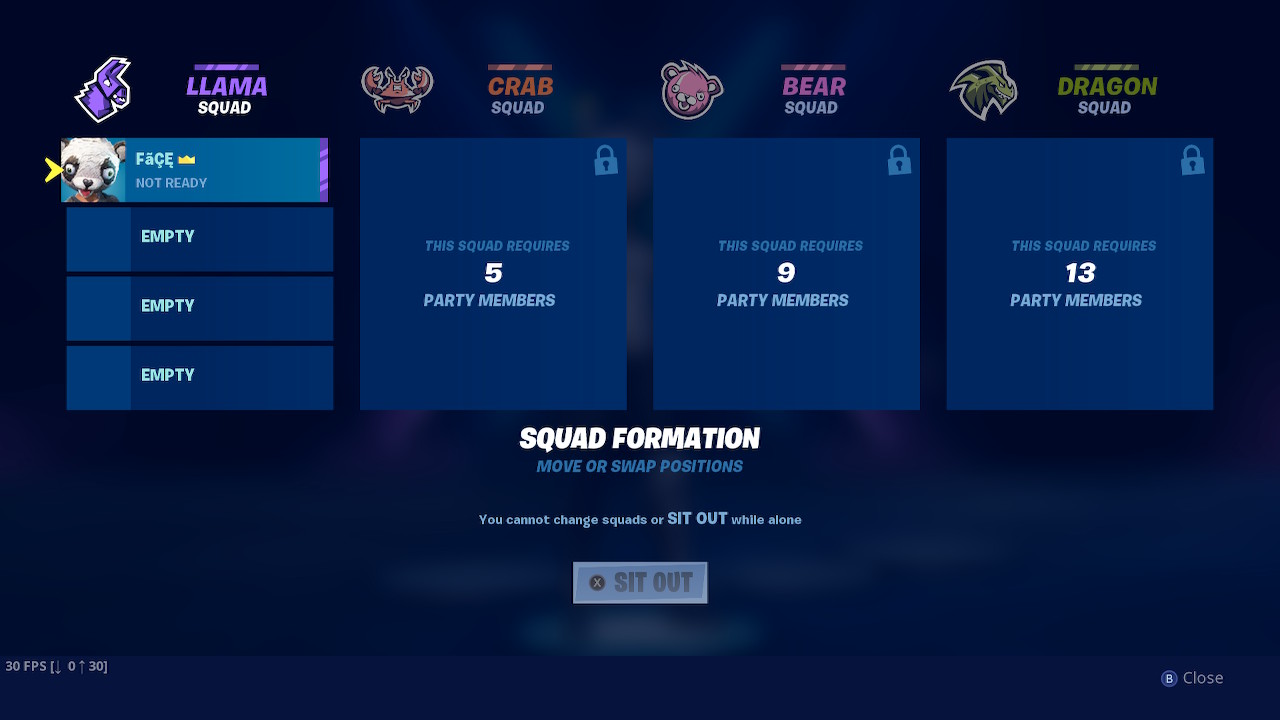 LLAMA
SQUAD
CRAB
SQUAD
BEAR
SQUAD
DRAGON
SQUAD
FãÇĘ
NOT READY
EMPTY
EMPTY
EMPTY
THIS SQUAD REQUIRES
5
PARTY MEMBERS
THIS SQUAD REQUIRES
9
PARTY MEMBERS
THIS SQUAD REQUIRES
13
PARTY MEMBERS
SQUAD FORMATION
MOVE OR SWAP POSITIONS
You cannot change squads or SIT OUT while alone
X SIT OUT
30 FPS [↓ 0 ↑ 30]
B Close